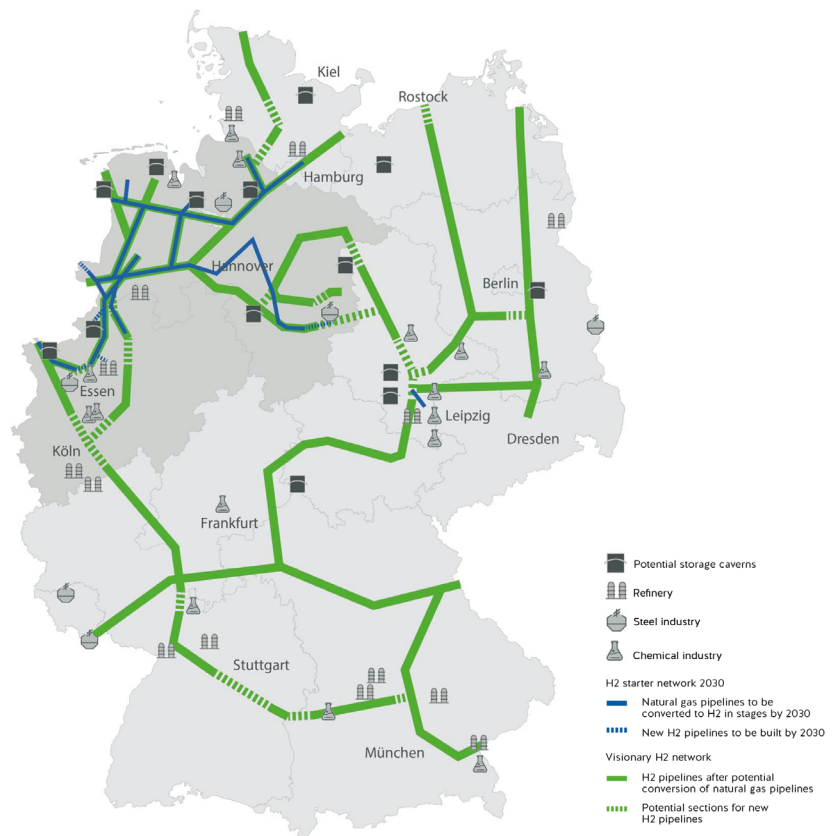 Kiel
Rostock
Hamburg
Hannover
Berlin
Essen
Leipzig
Köln
Dresden
Frankfurt
Stuttgart
München
Potential storage caverns
Refinery
Steel industry
Chemical industry
H2 starter network 2030
Natural gas pipelines to be
converted to H2 in stages by 2030
New H2 pipelines to be built by 2030
Visionary H2 network
H2 pipelines after potential
conversion of natural gas pipelines
Potential sections for new
H2 pipelines